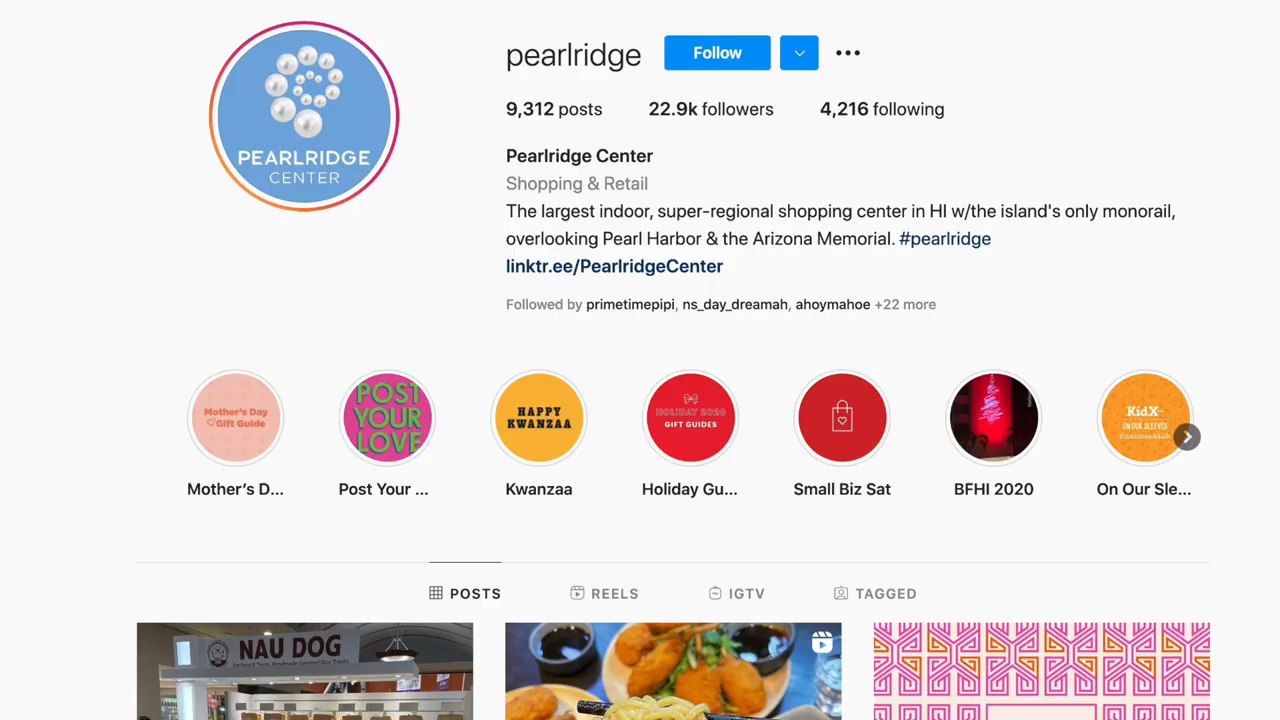 pearlridge
Follow
9,312 posts
22.9k followers
4,216 following
PEARLRIDGE
CENTER
Pearlridge Center
Shopping & Retail
The largest indoor, super-regional shopping center in HI w/the island's only monorail,
overlooking Pearl Harbor & the Arizona Memorial. #pearlridge
linktr.ee/PearlridgeCenter
Followed by primetimepipi, ns_day_dreamah, ahoymahoe +22 more
Mother's Day
Gift Guide
POST
YOUR
LOVE
HAPPY
KWANZAA
HOLIDAY 2020
GIFT GUIDES
KidX
ON OUR SLEEVES
Mother’s D...
Post Your ...
Kwanzaa
Holiday Gu...
Small Biz Sat
BFHI 2020
On Our Sle...
POSTS
REELS
IGTV
TAGGED
NAU DOG